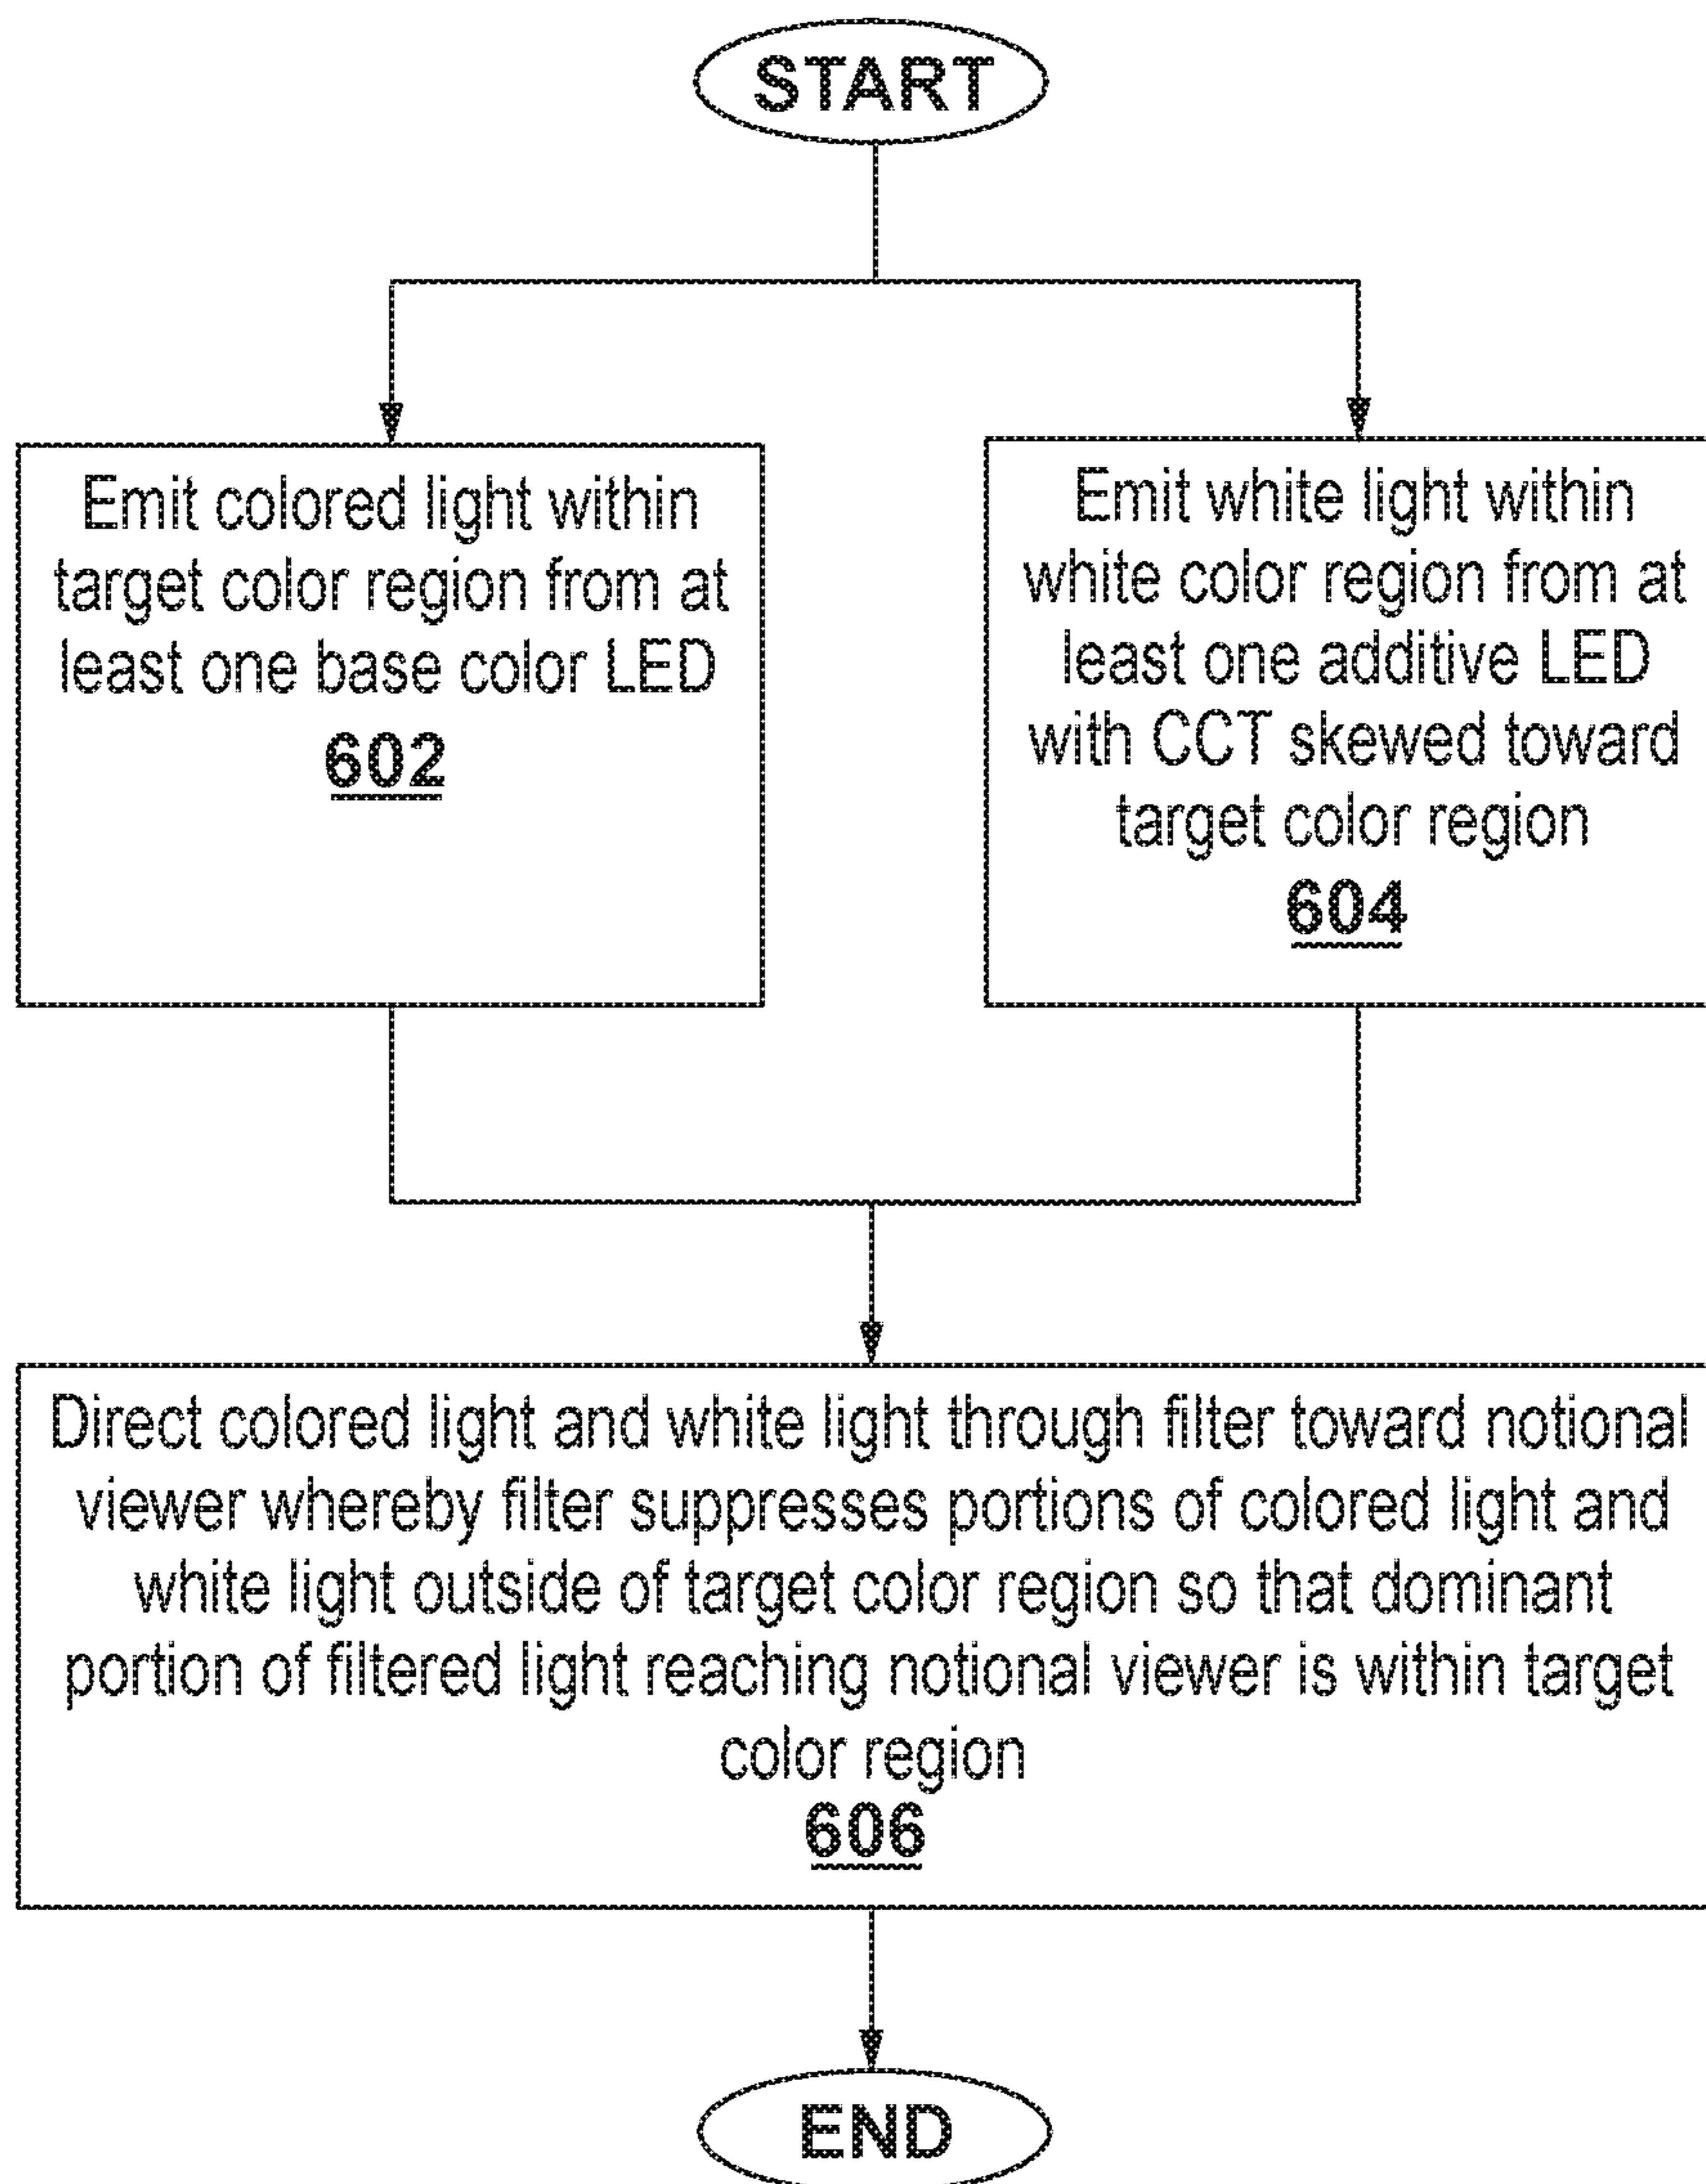 START
Emit colored light within
target color region from at
least one base color LED
602
Emit white light within
white color region from at
least one additive LED
with CCT skewed toward
target color region
604
Direct colored light and white light through filter toward notional
viewer whereby filter suppresses portions of colored light and
white light outside of target color region so that dominant
portion of filtered light reaching notional viewer is within target
color region
606
END